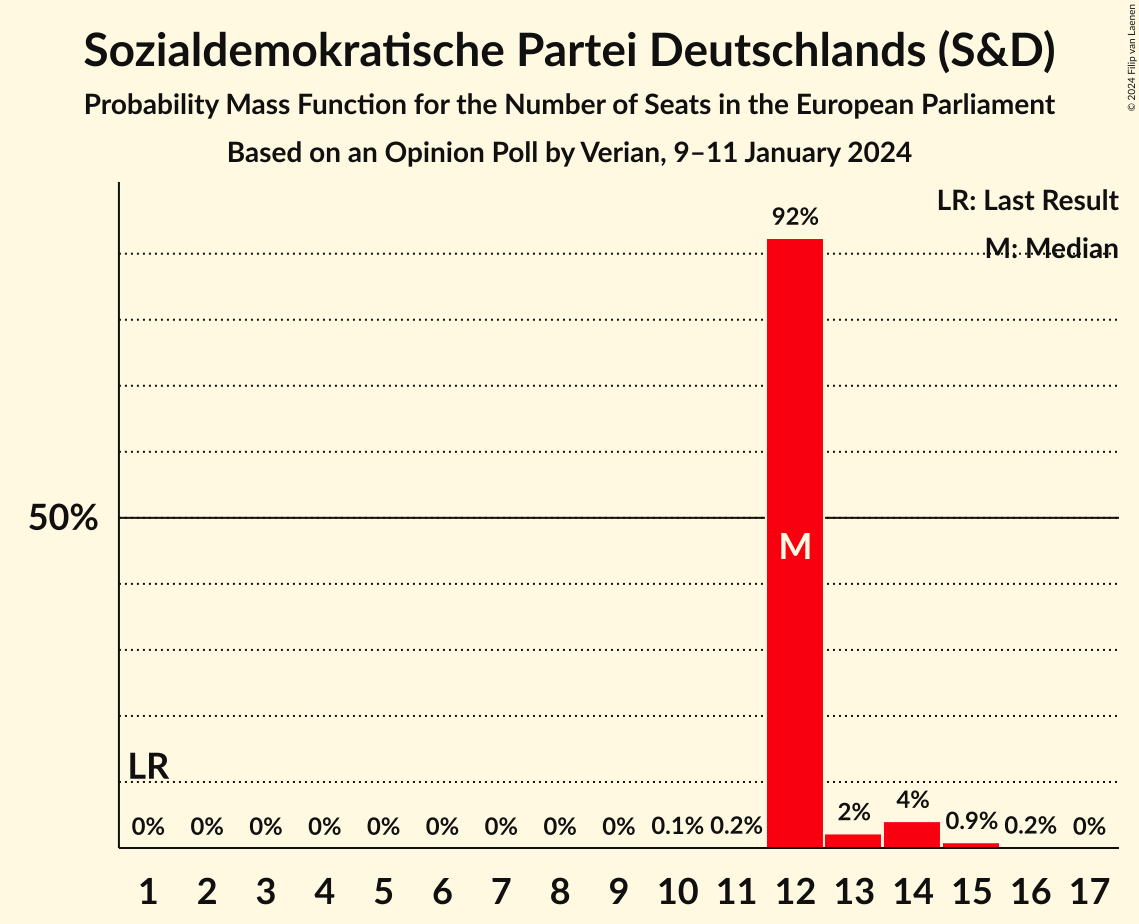 Sozialdemokratische Partei Deutschlands (S&D)
Probability Mass Function for the Number of Seats in the European Parliament
Based on an Opinion Poll by Verian, 9–11 January 2024
© 2024 Filip van Laenen
LR: Last Result
M: Median
92%
50%
M
LR
0% 0% 0% 0% 0% 0% 0% 0% 0% 0.1% 0.2% 2% 4% 0.9% 0.2% 0%
1 2 3 4 5 6 7 8 9 10 11 12 13 14 15 16 17